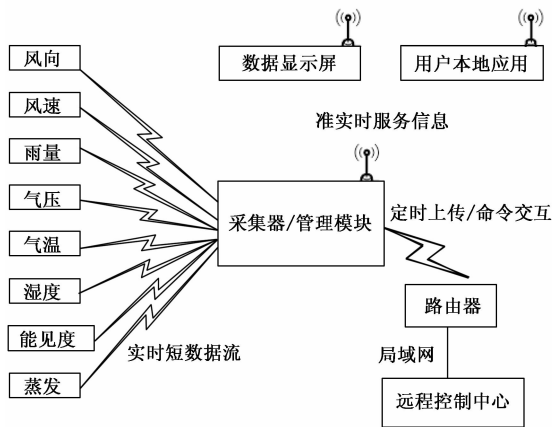 风向
风速
雨量
气压
气温
湿度
能见度
蒸发
数据显示屏
用户本地应用
准实时服务信息
采集器/管理模块
定时上传/命令交互
实时短数据流
路由器
局域网
远程控制中心